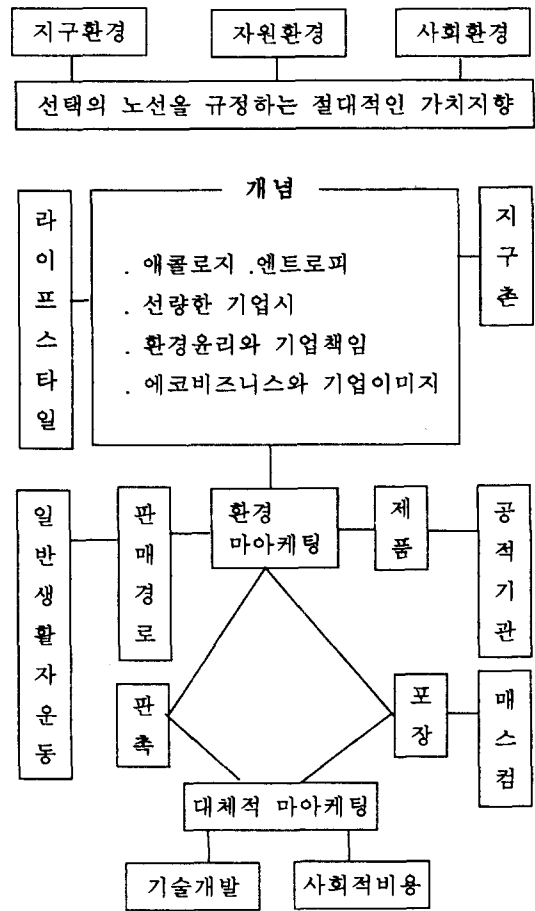 지구환경
자원환경
사회환경
선택의 노선을 규정하는 절대적인 가치지향
개념
라이프스타일
. 애콜로지 .엔트로피
. 선량한 기업시
. 환경윤리와 기업책임
. 에코비즈니스와 기업이미지
지구촌
일반생활자운동
판매경로
환경
마아케팅
제품
공적기관
판촉
포장
매스컴
대체적 마아케팅
기술개발
사회적비용